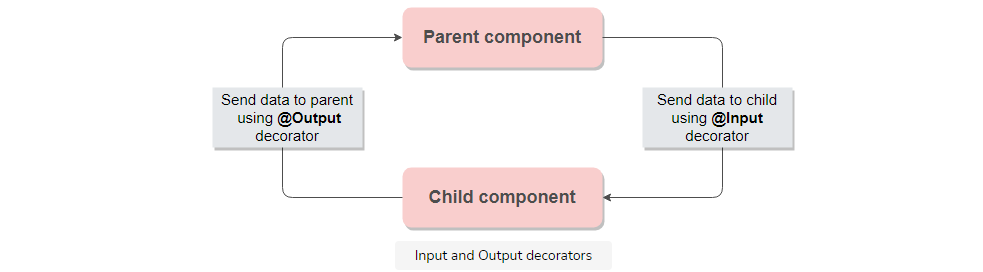 Parent component
Send data to parent
using @Output
decorator
Send data to child
using @Input
decorator
Child component
Input and Output decorators